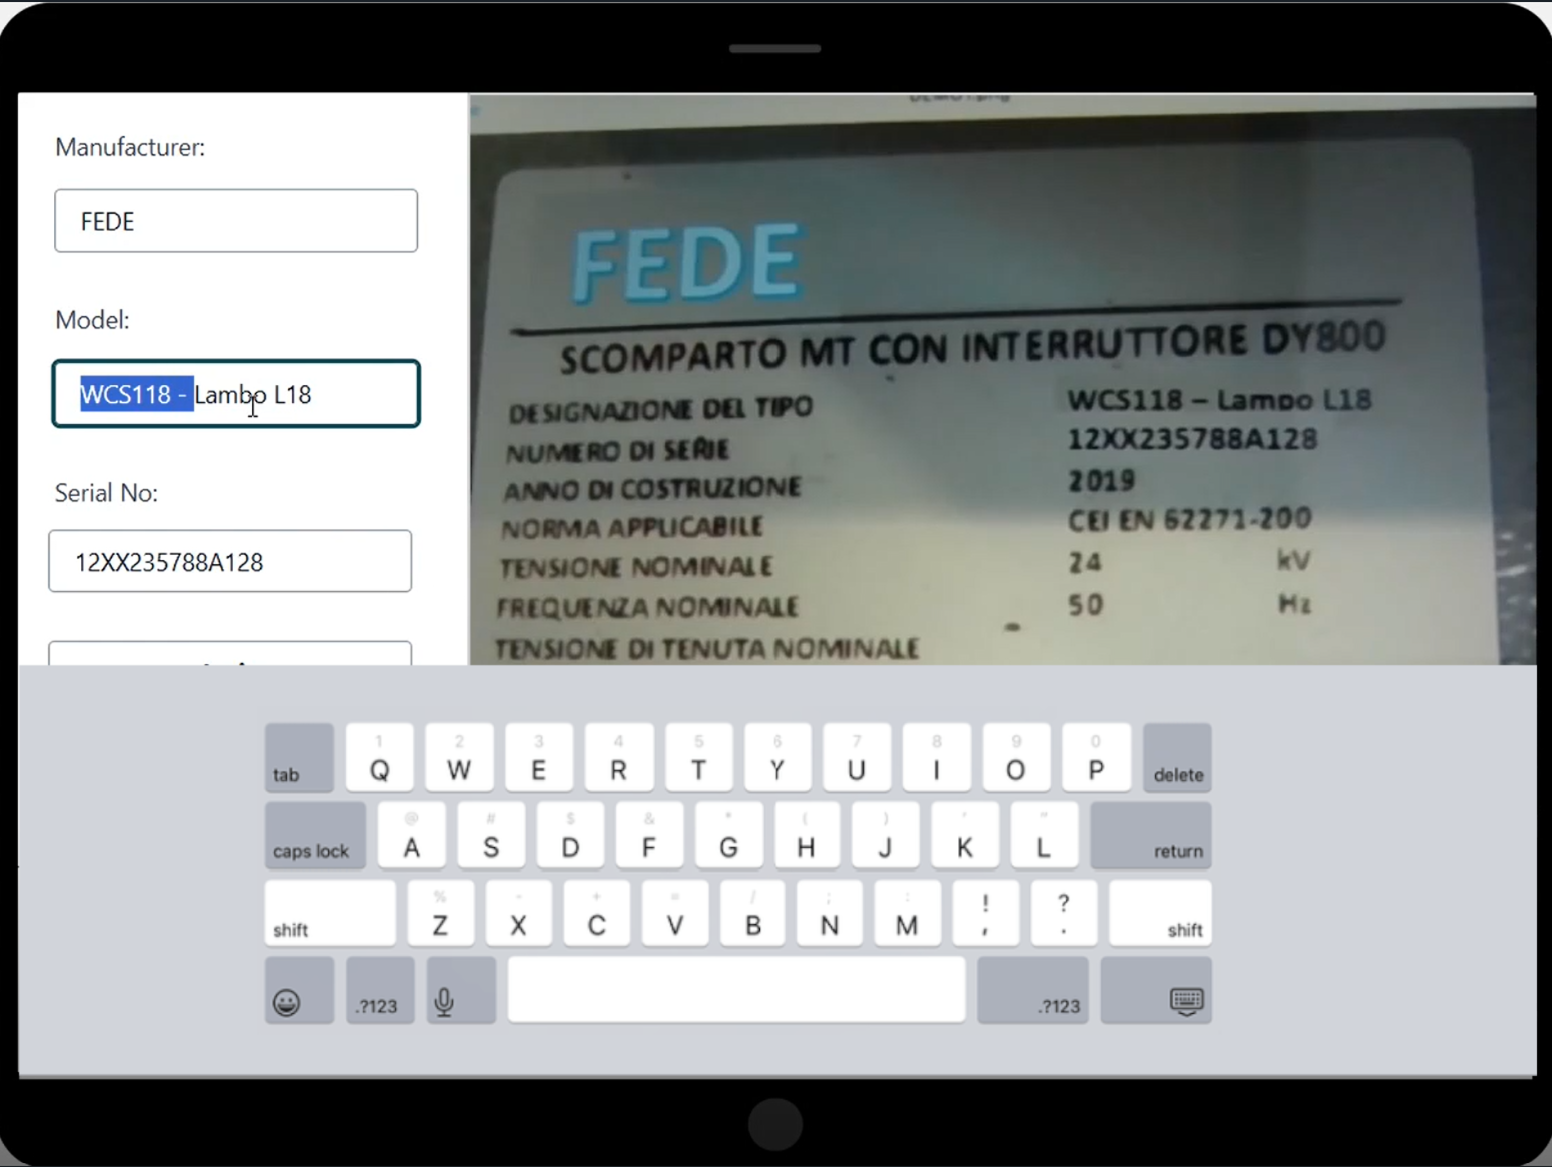 Manufacturer:
FEDE
Model:
WCS118 - Lambo L18
Serial No:
12XX235788A128
FEDE
SCOMPARTO MT CON INTERRUTTORE DY800
DESIGNAZIONE DEL TIPO WCS118 – Lampo L18
NUMERO DI SERIE 12XX235788A128
ANNO DI COSTRUZIONE 2019
NORMA APPLICABILE CEI EN 62271-200
TENSIONE NOMINALE 24 kV
FREQUENZA NOMINALE 50 Hz
TENSIONE DI TENUTA NOMINALE
tab 1 Q 2 W 3 E 4 R 5 T 6 Y 7 U 8 I 9 O 0 P delete
caps lock @ A # S $ D & F * G ( H ) J ' K " L return
shift % Z - X + C = V / B ; N : M ! , ? . shift
.?123 .?123